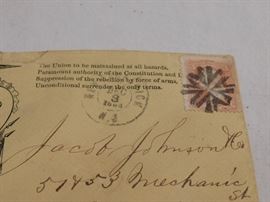 The Union to be maintained at all hazards.
Paramount authority of the Constitution and
Suppression of the rebellion by force of arms.
Unconditional surrender the only terms.
N.J.
Jacob Johnson
51453 Mechanic
St